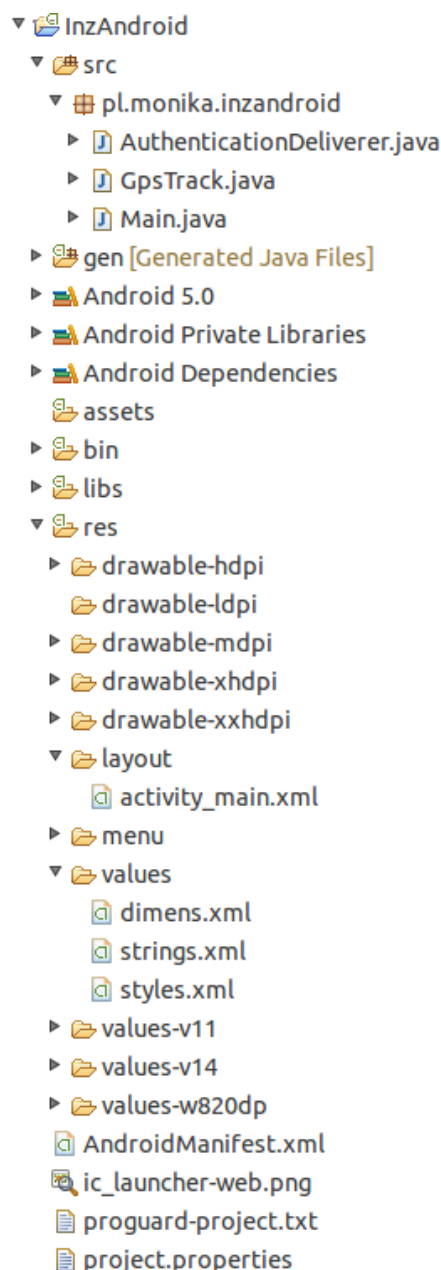 InzAndroid
src
pl.monika.inzandroid
AuthenticationDeliverer.java
GpsTrack.java
Main.java
gen [Generated Java Files]
Android 5.0
Android Private Libraries
Android Dependencies
assets
bin
libs
res
drawable-hdpi
drawable-ldpi
drawable-mdpi
drawable-xhdpi
drawable-xxhdpi
layout
activity_main.xml
menu
values
dimens.xml
strings.xml
styles.xml
values-v11
values-v14
values-w820dp
AndroidManifest.xml
ic_launcher-web.png
proguard-project.txt
project.properties